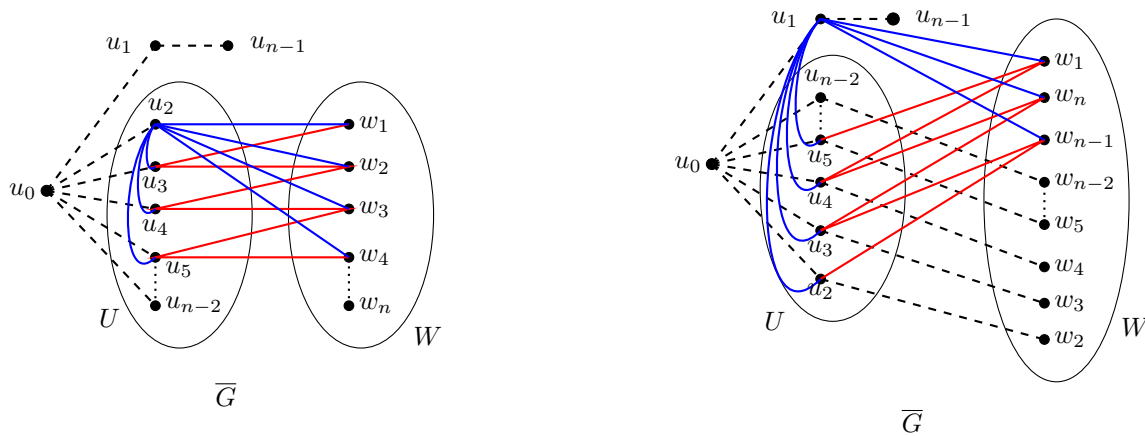 u_1 u_{n-1}
u_2
w_1
u_3
w_2
u_0
u_4
w_3
u_5
w_4
u_{n-2}
w_n
U
W
\overline{G}
u_1
u_{n-1}
w_1
u_{n-2}
w_n
u_5
w_{n-1}
u_0
u_4
w_{n-2}
w_5
u_3
w_4
u_2
w_3
w_2
U
W
\overline{G}